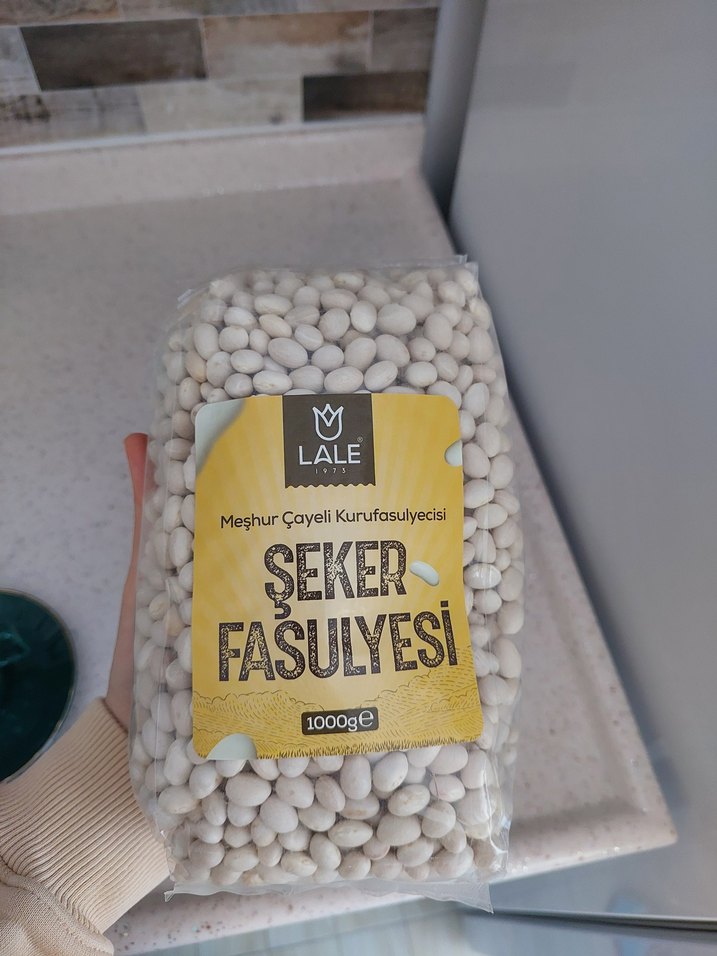 LALE®
1973
Meşhur Çayeli Kurufasulyecisi
ŞEKER
FASULYESİ
1000g℮